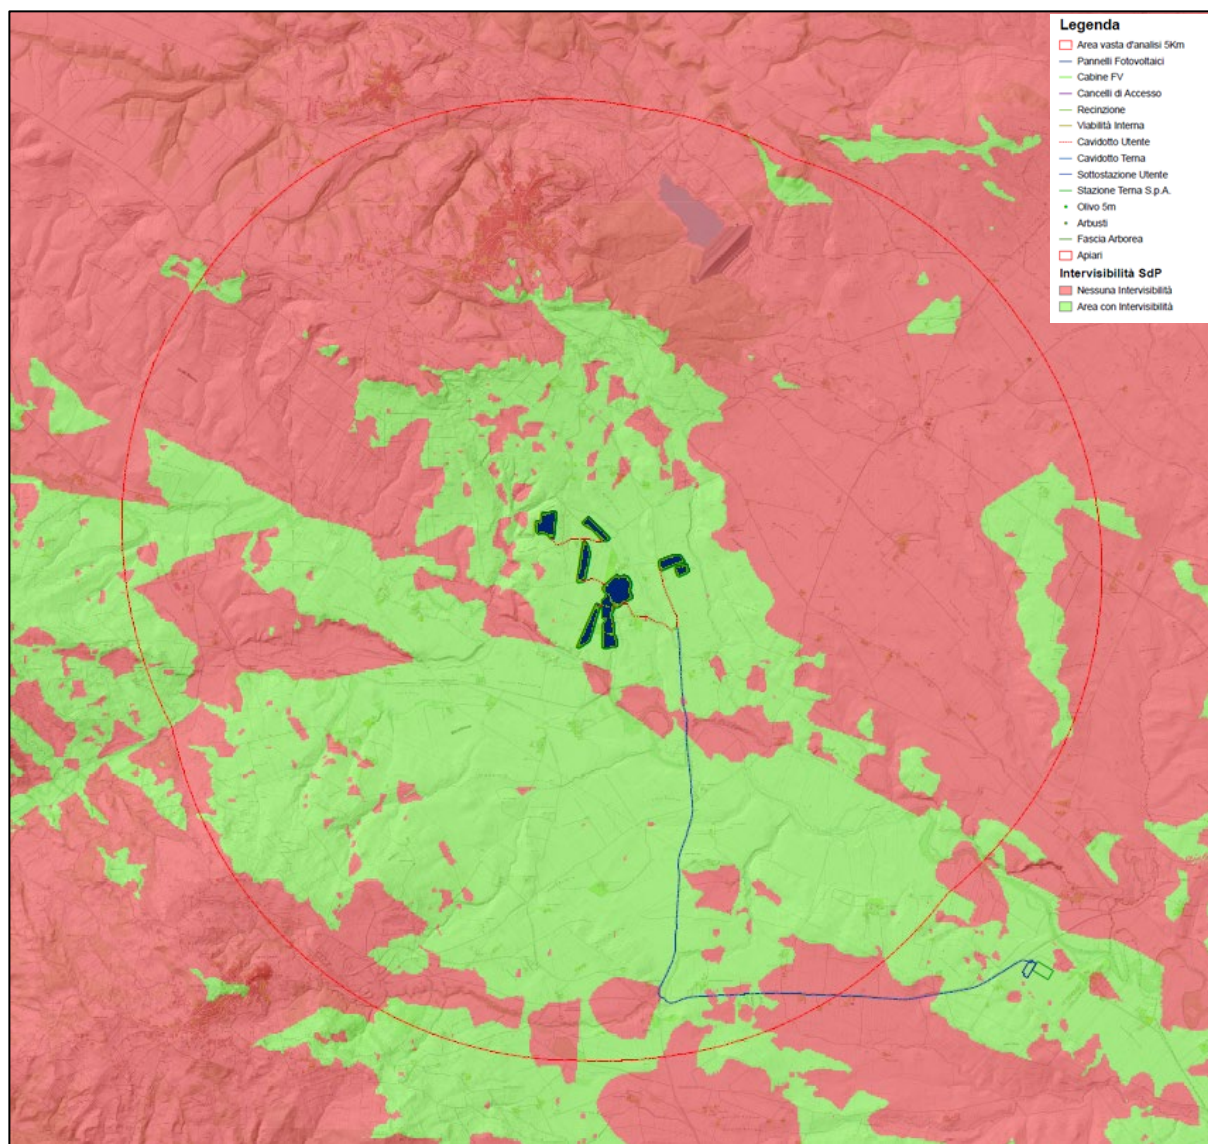 Legenda
Area vasta d'analisi 5Km
Pannelli Fotovoltaici
Cabine FV
Cancelli di Accesso
Recinzione
Viabilità Interna
Cavidotto Utente
Cavidotto Terna
Sottostazione Utente
Stazione Terna S.p.A.
Olivo 5m
Arbusti
Fascia Arborea
Apiari
Intervisibilità SdP
Nessuna Intervisibilità
Area con Intervisibilità